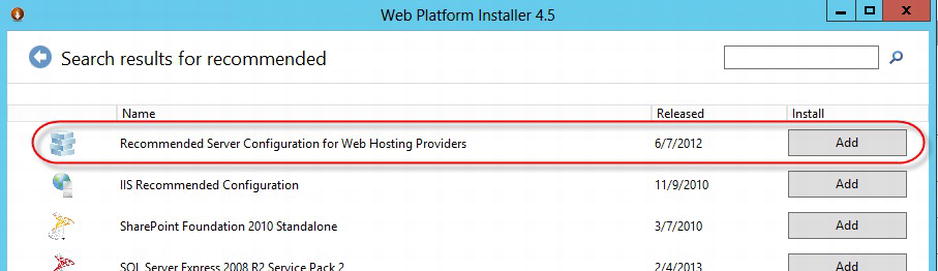 Web Platform Installer 4.5
Search results for recommended
Name Released Install
Recommended Server Configuration for Web Hosting Providers 6/7/2012 Add
IIS Recommended Configuration 11/9/2010 Add
SharePoint Foundation 2010 Standalone 3/7/2010 Add
SQL Server Express 2008 R2 Service Pack 2 2/4/2013 Add